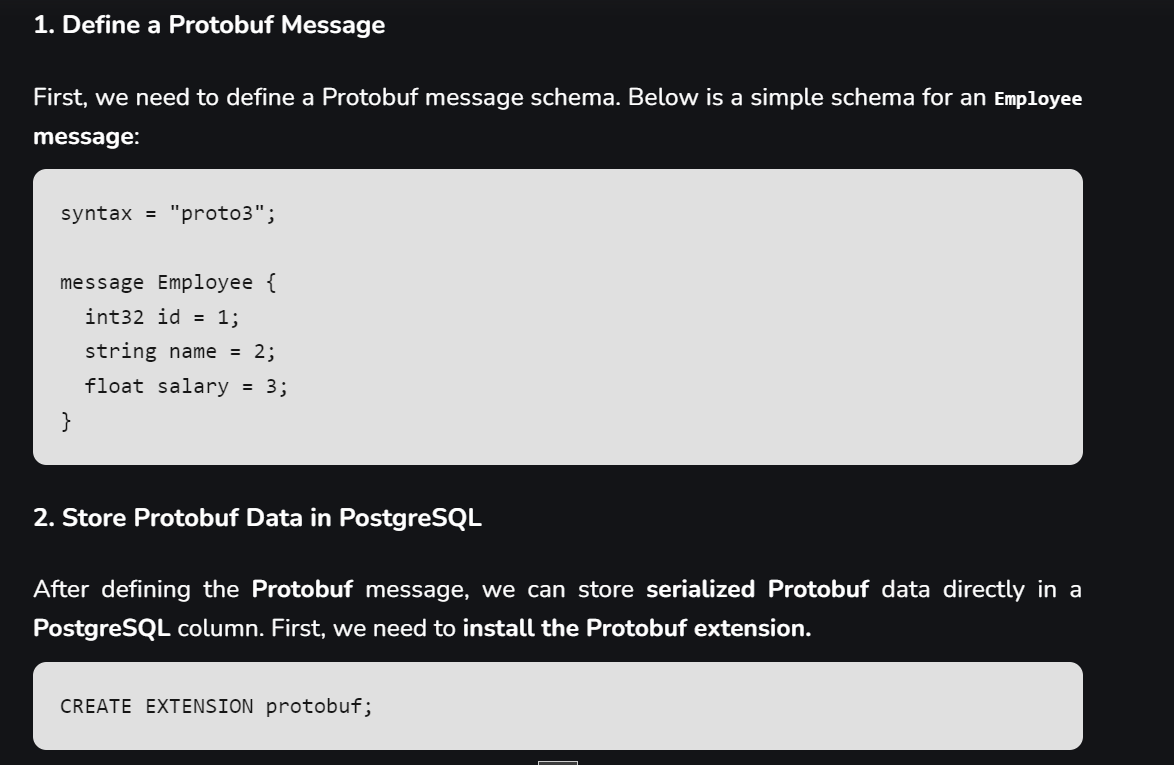 1. Define a Protobuf Message
First, we need to define a Protobuf message schema. Below is a simple schema for an Employee
message:
syntax = "proto3";
message Employee {
  int32 id = 1;
  string name = 2;
  float salary = 3;
}
2. Store Protobuf Data in PostgreSQL
After defining the Protobuf message, we can store serialized Protobuf data directly in a
PostgreSQL column. First, we need to install the Protobuf extension.
CREATE EXTENSION protobuf;